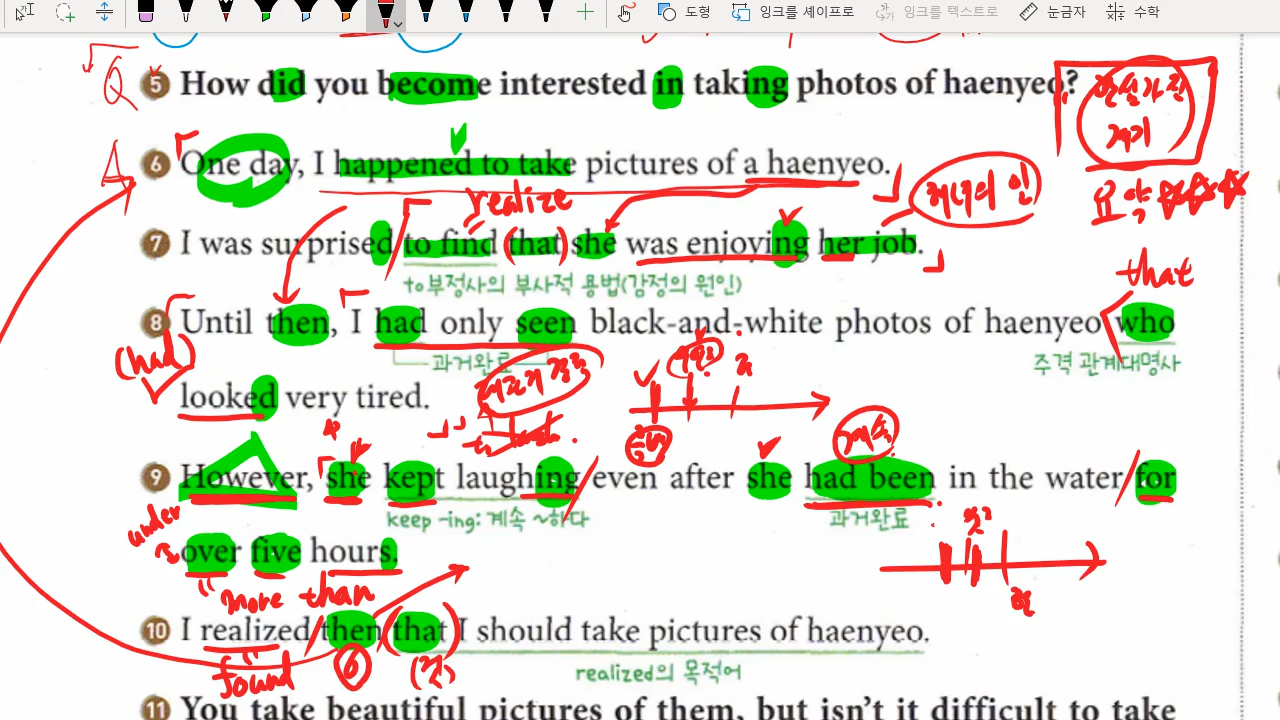 도형 잉크를 셰이프로 잉크를 텍스트로 눈금자 수학
Q
5 How did you become interested in taking photos of haenyeo?
A
6 One day, I happened to take pictures of a haenyeo.
요약
realize
해녀의 인
7 I was surprised to find (that) she was enjoying her job.
to부정사의 부사적 용법(감정의 원인)
that
8 Until then, I had only seen black-and-white photos of haenyeo who
과거완료
주격 관계대명사
(had)
looked very tired.
계속
9 However, she kept laughing even after she had been in the water for
keep -ing: 계속 ~하다
과거완료
under
over five hours.
more than
10 I realized then (that) I should take pictures of haenyeo.
found
6
realized의 목적어
11 You take beautiful pictures of them, but isn't it difficult to take